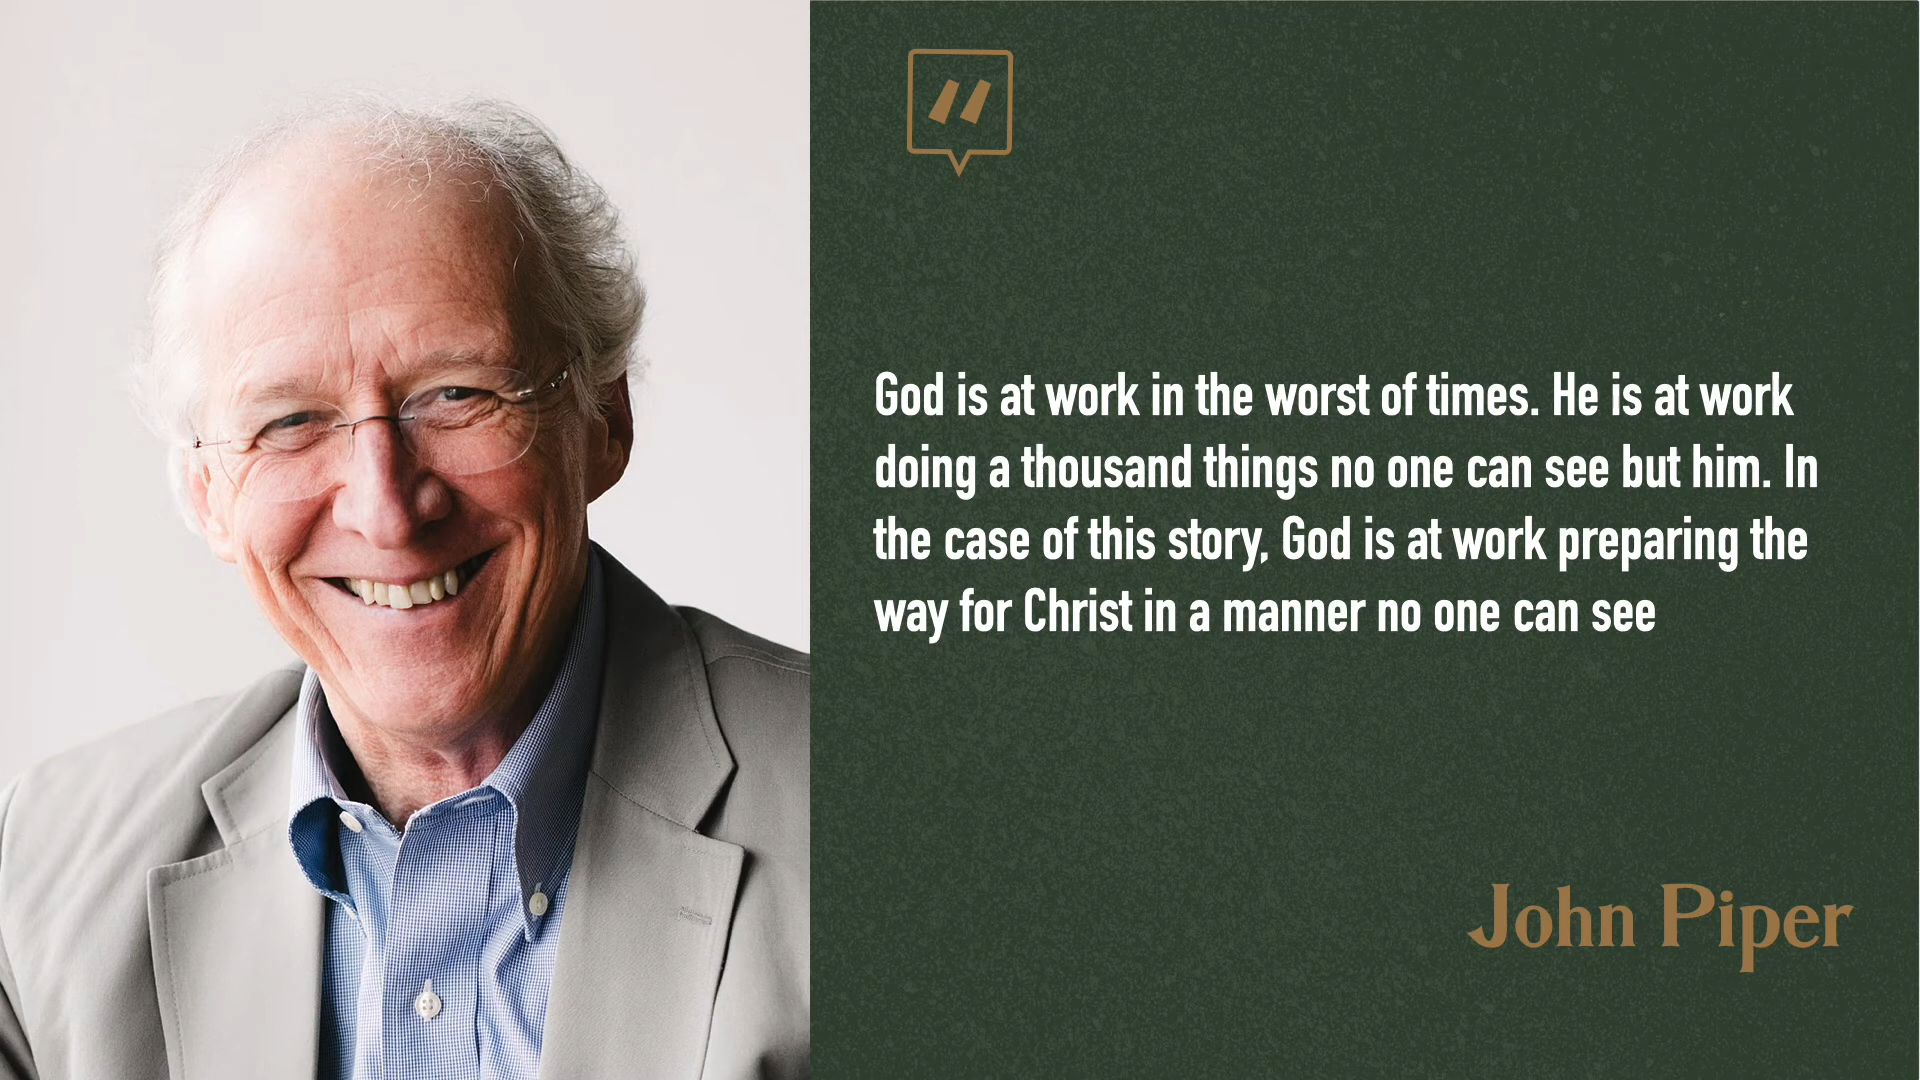 God is at work in the worst of times. He is at work
doing a thousand things no one can see but him. In
the case of this story, God is at work preparing the
way for Christ in a manner no one can see
John Piper